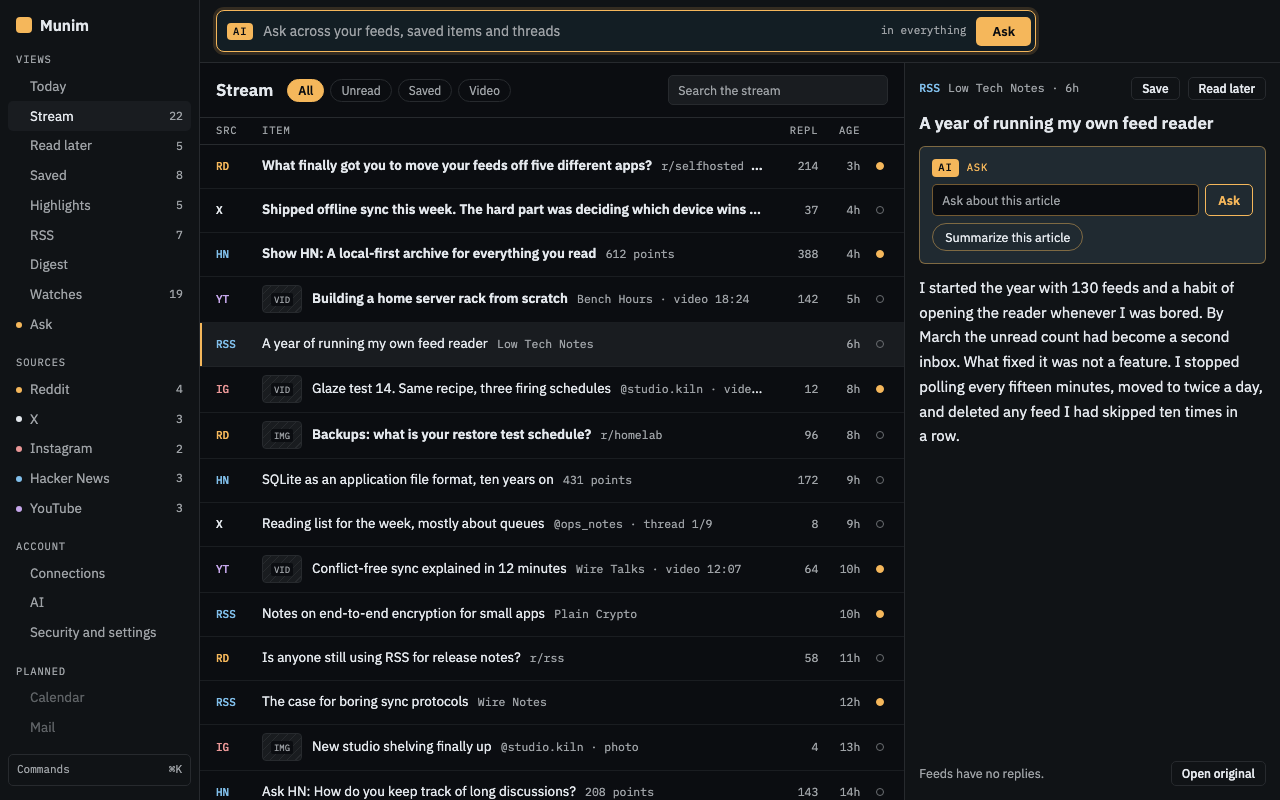 Munim
VIEWS
Today
Stream 22
Read later 5
Saved 8
Highlights 5
RSS 7
Digest
Watches 19
Ask
SOURCES
Reddit 4
X 3
Instagram 2
Hacker News 3
YouTube 3
ACCOUNT
Connections
AI
Security and settings
PLANNED
Calendar
Mail
Commands ⌘K
AI Ask across your feeds, saved items and threads in everything Ask
Stream All Unread Saved Video Search the stream
SRC ITEM REPL AGE
RD What finally got you to move your feeds off five different apps? r/selfhosted … 214 3h
X Shipped offline sync this week. The hard part was deciding which device wins … 37 4h
HN Show HN: A local-first archive for everything you read 612 points 388 4h
YT VID Building a home server rack from scratch Bench Hours · video 18:24 142 5h
RSS A year of running my own feed reader Low Tech Notes 6h
IG VID Glaze test 14. Same recipe, three firing schedules @studio.kiln · vide… 12 8h
RD IMG Backups: what is your restore test schedule? r/homelab 96 8h
HN SQLite as an application file format, ten years on 431 points 172 9h
X Reading list for the week, mostly about queues @ops_notes · thread 1/9 8 9h
YT VID Conflict-free sync explained in 12 minutes Wire Talks · video 12:07 64 10h
RSS Notes on end-to-end encryption for small apps Plain Crypto 10h
RD Is anyone still using RSS for release notes? r/rss 58 11h
RSS The case for boring sync protocols Wire Notes 12h
IG IMG New studio shelving finally up @studio.kiln · photo 4 13h
HN Ask HN: How do you keep track of long discussions? 208 points 143 14h
RSS Low Tech Notes · 6h Save Read later
A year of running my own feed reader
AI ASK
Ask about this article Ask
Summarize this article
I started the year with 130 feeds and a habit of
opening the reader whenever I was bored. By
March the unread count had become a second
inbox. What fixed it was not a feature. I stopped
polling every fifteen minutes, moved to twice a day,
and deleted any feed I had skipped ten times in
a row.
Feeds have no replies. Open original